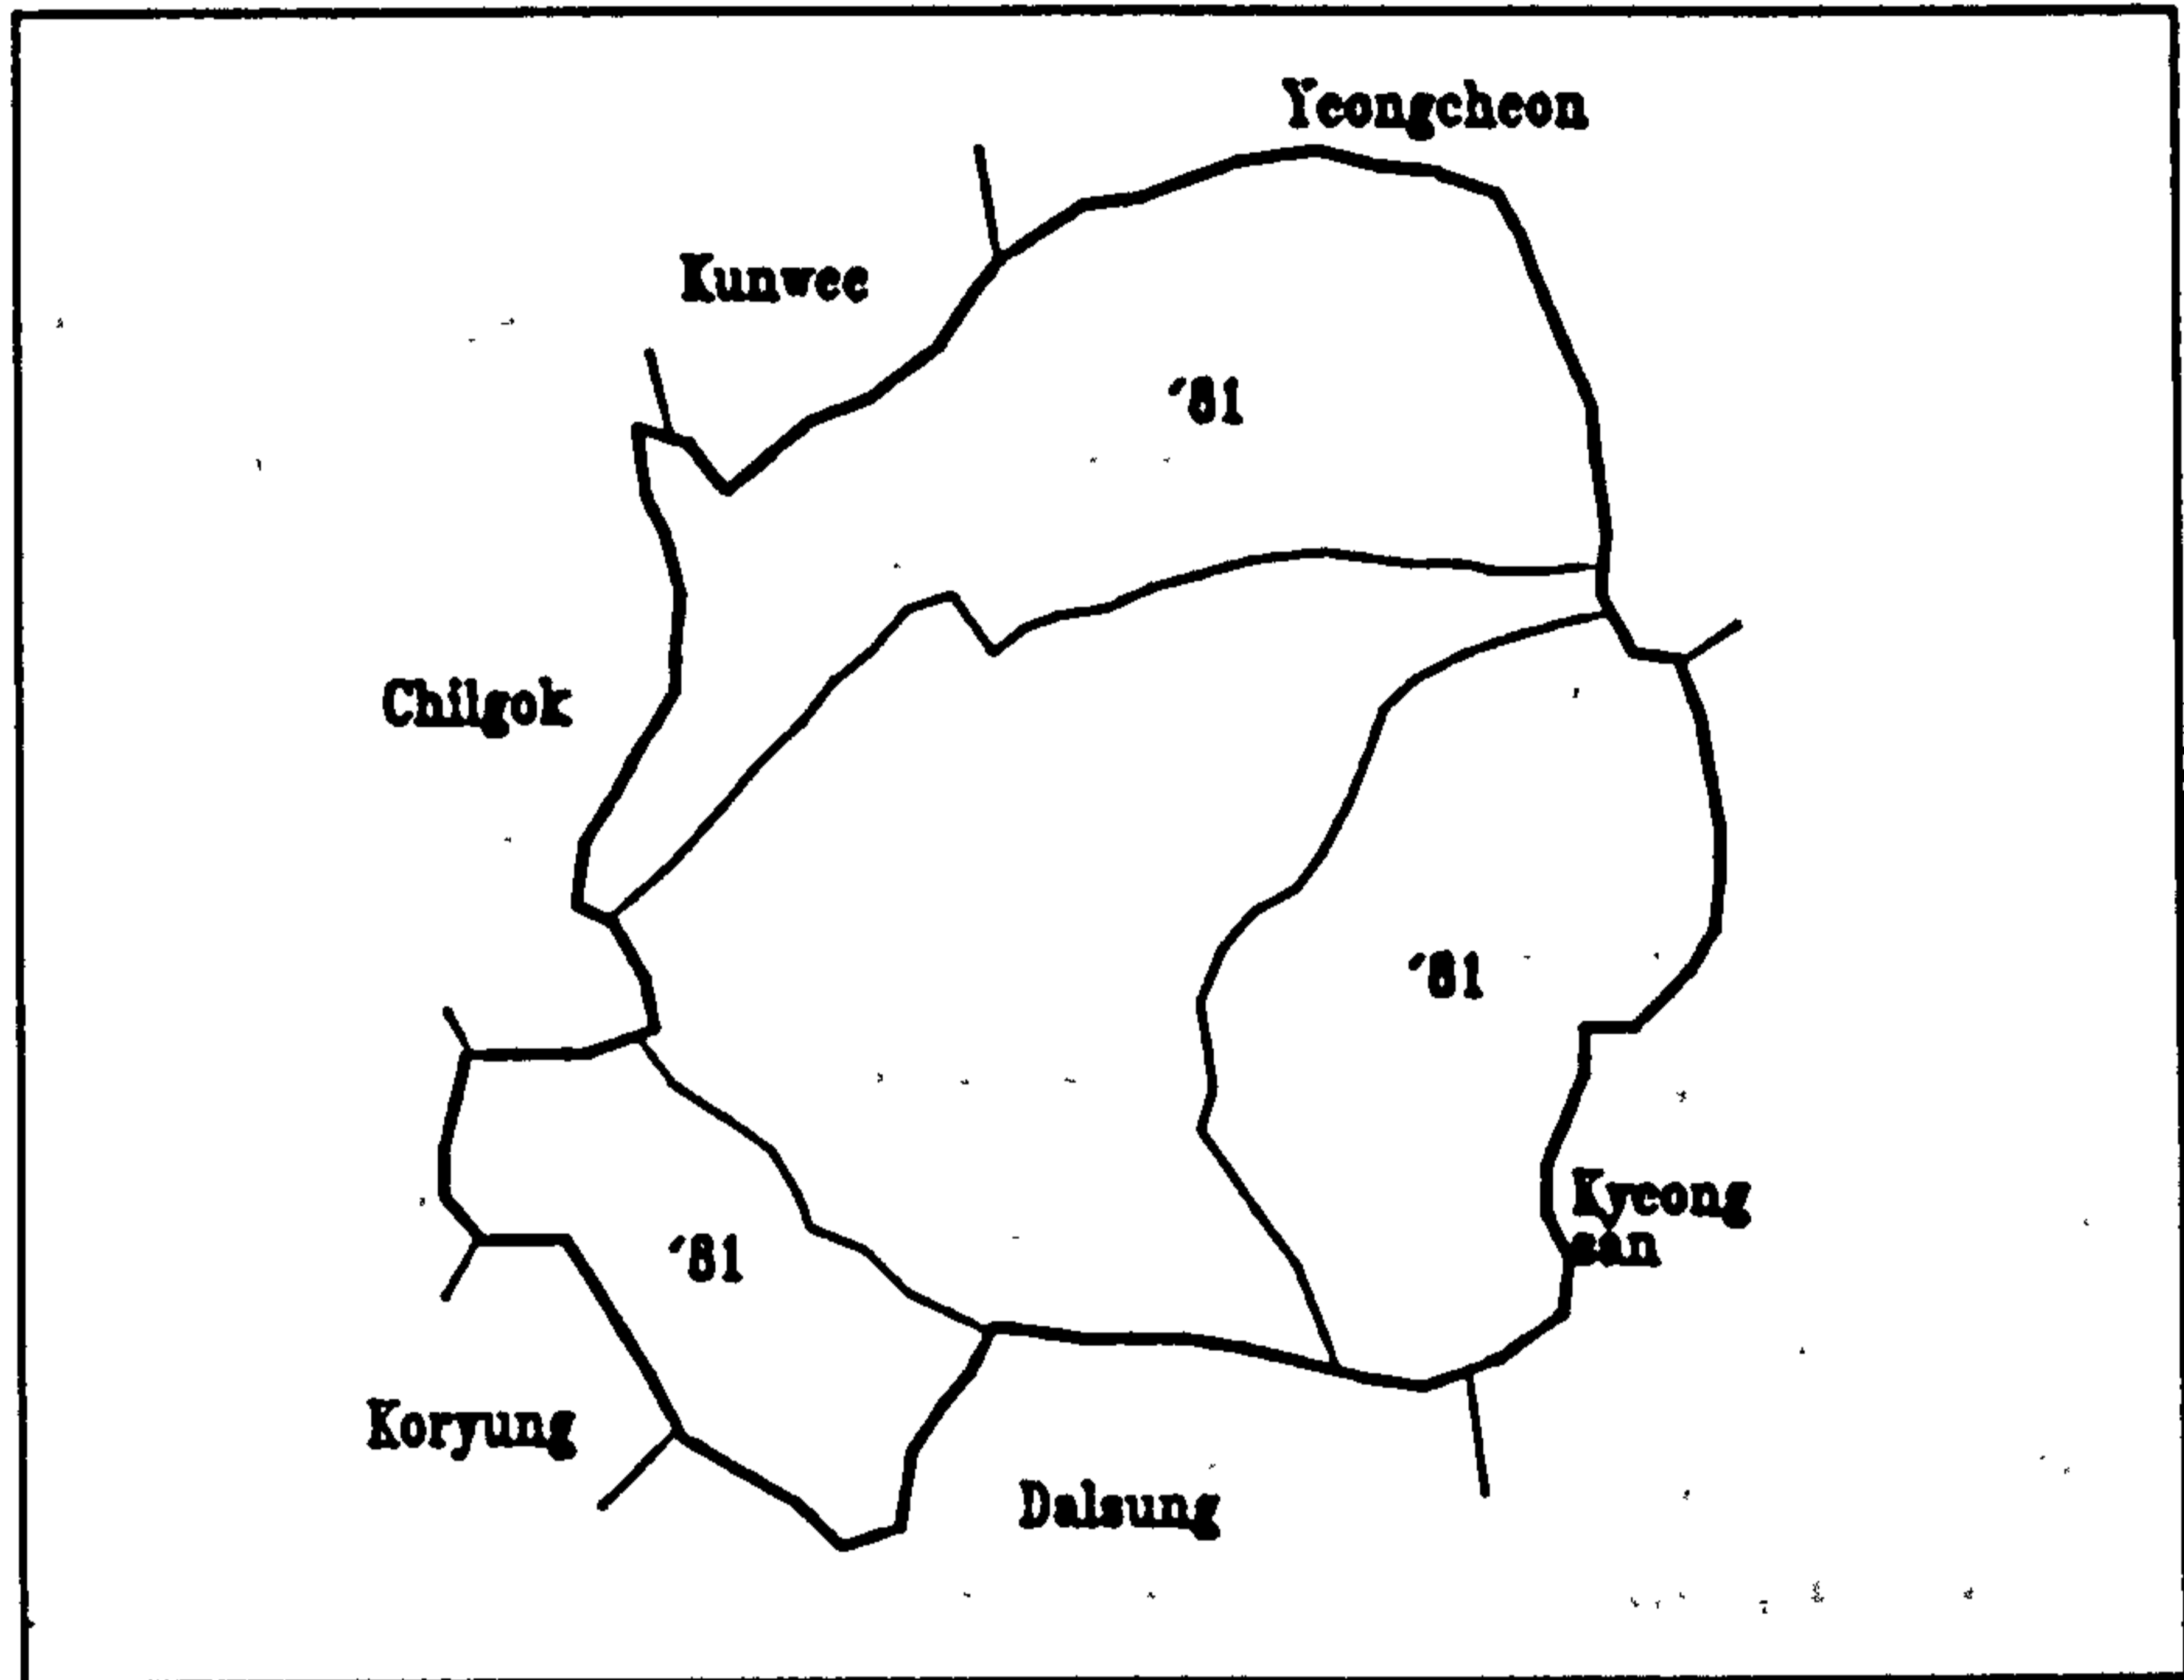 Yeongcheon
Kunwee
'81
Chilgok
'81
Kyeong
san
'81
Koryung
Dalsung